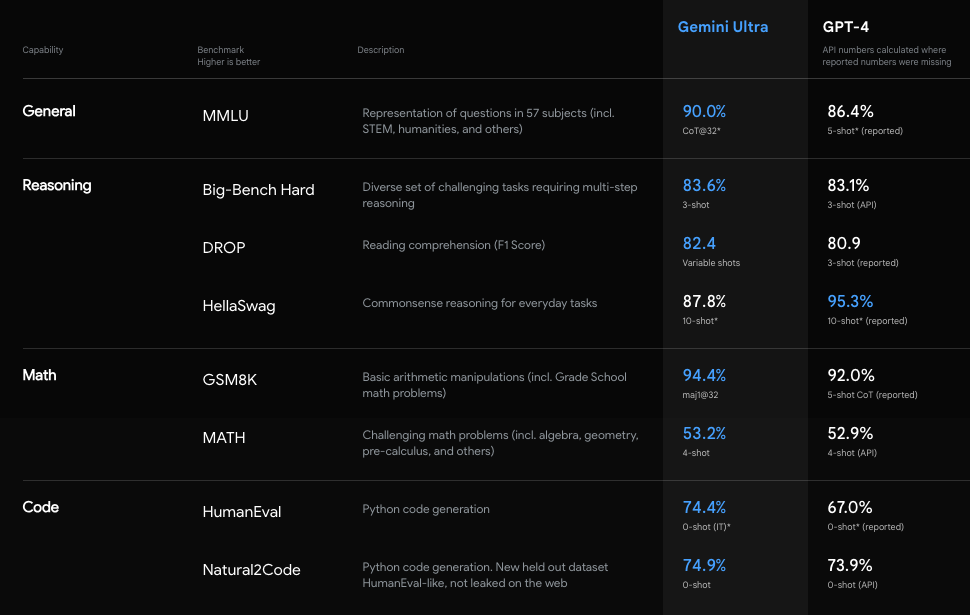 Gemini Ultra
GPT-4
Capability
Benchmark
Higher is better
Description
API numbers calculated where
reported numbers were missing
General
MMLU
Representation of questions in 57 subjects (incl.
STEM, humanities, and others)
90.0%
CoT@32*
86.4%
5-shot* (reported)
Reasoning
Big-Bench Hard
Diverse set of challenging tasks requiring multi-step
reasoning
83.6%
3-shot
83.1%
3-shot (API)
DROP
Reading comprehension (F1 Score)
82.4
Variable shots
80.9
3-shot (reported)
HellaSwag
Commonsense reasoning for everyday tasks
87.8%
10-shot*
95.3%
10-shot* (reported)
Math
GSM8K
Basic arithmetic manipulations (incl. Grade School
math problems)
94.4%
maj1@32
92.0%
5-shot CoT (reported)
MATH
Challenging math problems (incl. algebra, geometry,
pre-calculus, and others)
53.2%
4-shot
52.9%
4-shot (API)
Code
HumanEval
Python code generation
74.4%
0-shot (IT)*
67.0%
0-shot* (reported)
Natural2Code
Python code generation. New held out dataset
HumanEval-like, not leaked on the web
74.9%
0-shot
73.9%
0-shot (API)